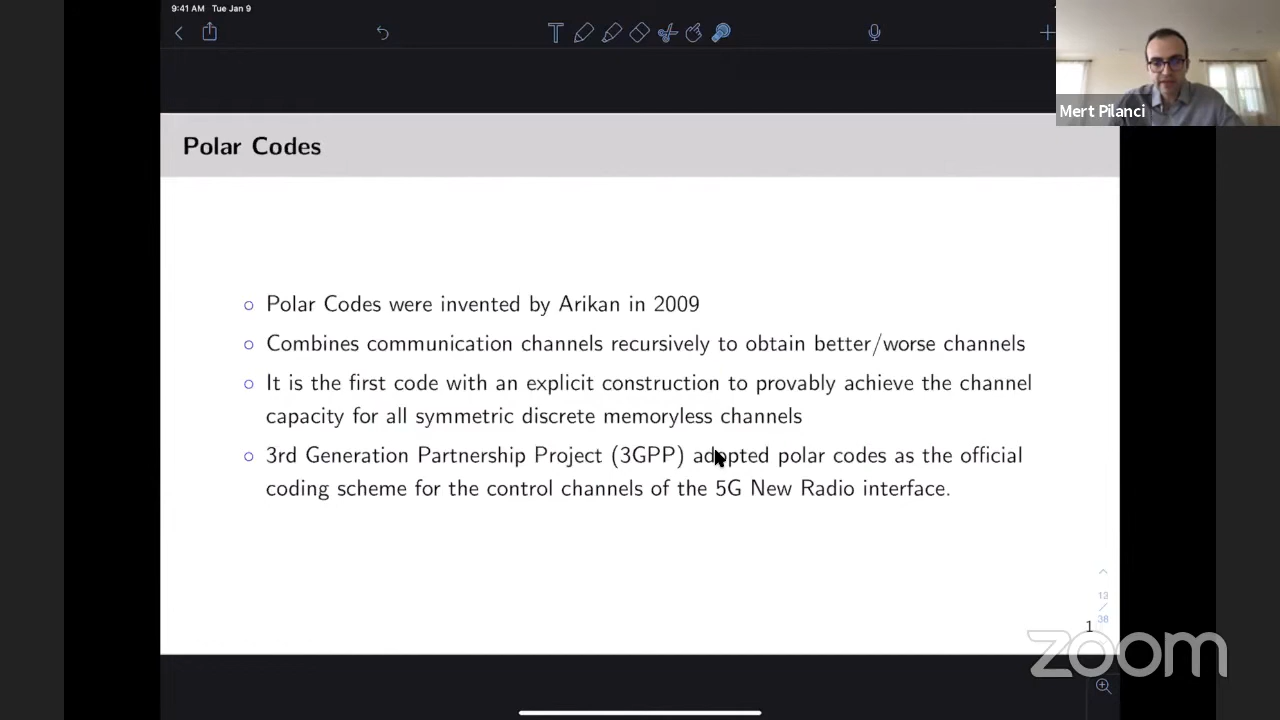 9:41 AM Tue Jan 9
Mert Pilanci
Polar Codes
Polar Codes were invented by Arikan in 2009
Combines communication channels recursively to obtain better/worse channels
It is the first code with an explicit construction to provably achieve the channel
capacity for all symmetric discrete memoryless channels
3rd Generation Partnership Project (3GPP) adopted polar codes as the official
coding scheme for the control channels of the 5G New Radio interface.
12
/
38
1
zoom